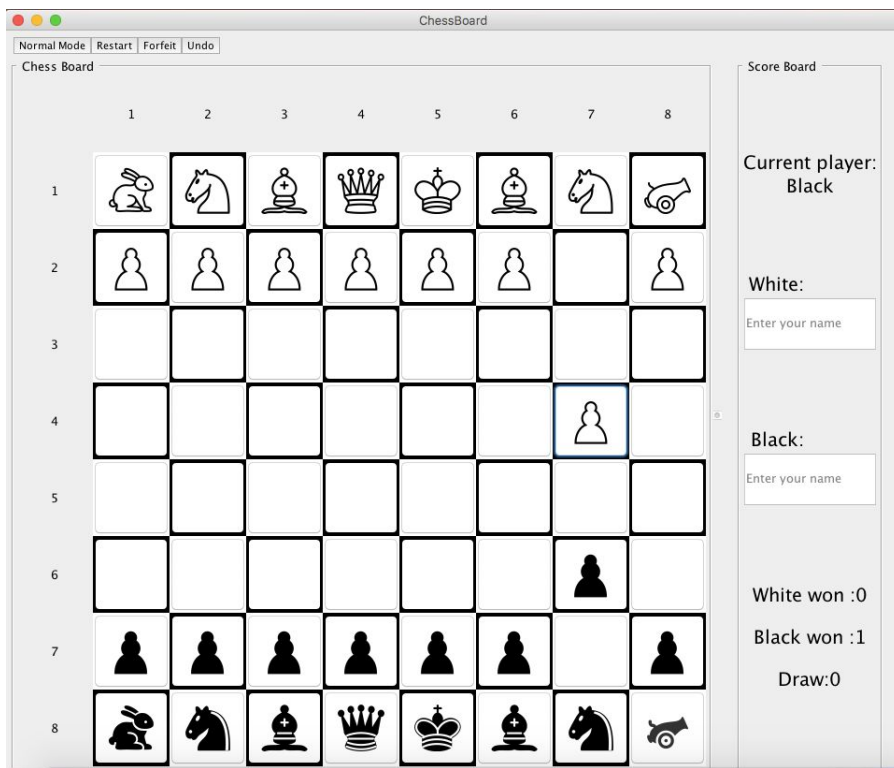 ChessBoard
Normal Mode Restart Forfeit Undo
Chess Board
Score Board
1 2 3 4 5 6 7 8
1
2
3
4
5
6
7
8
Current player:
Black
White:
Enter your name
Black:
Enter your name
White won :0
Black won :1
Draw:0